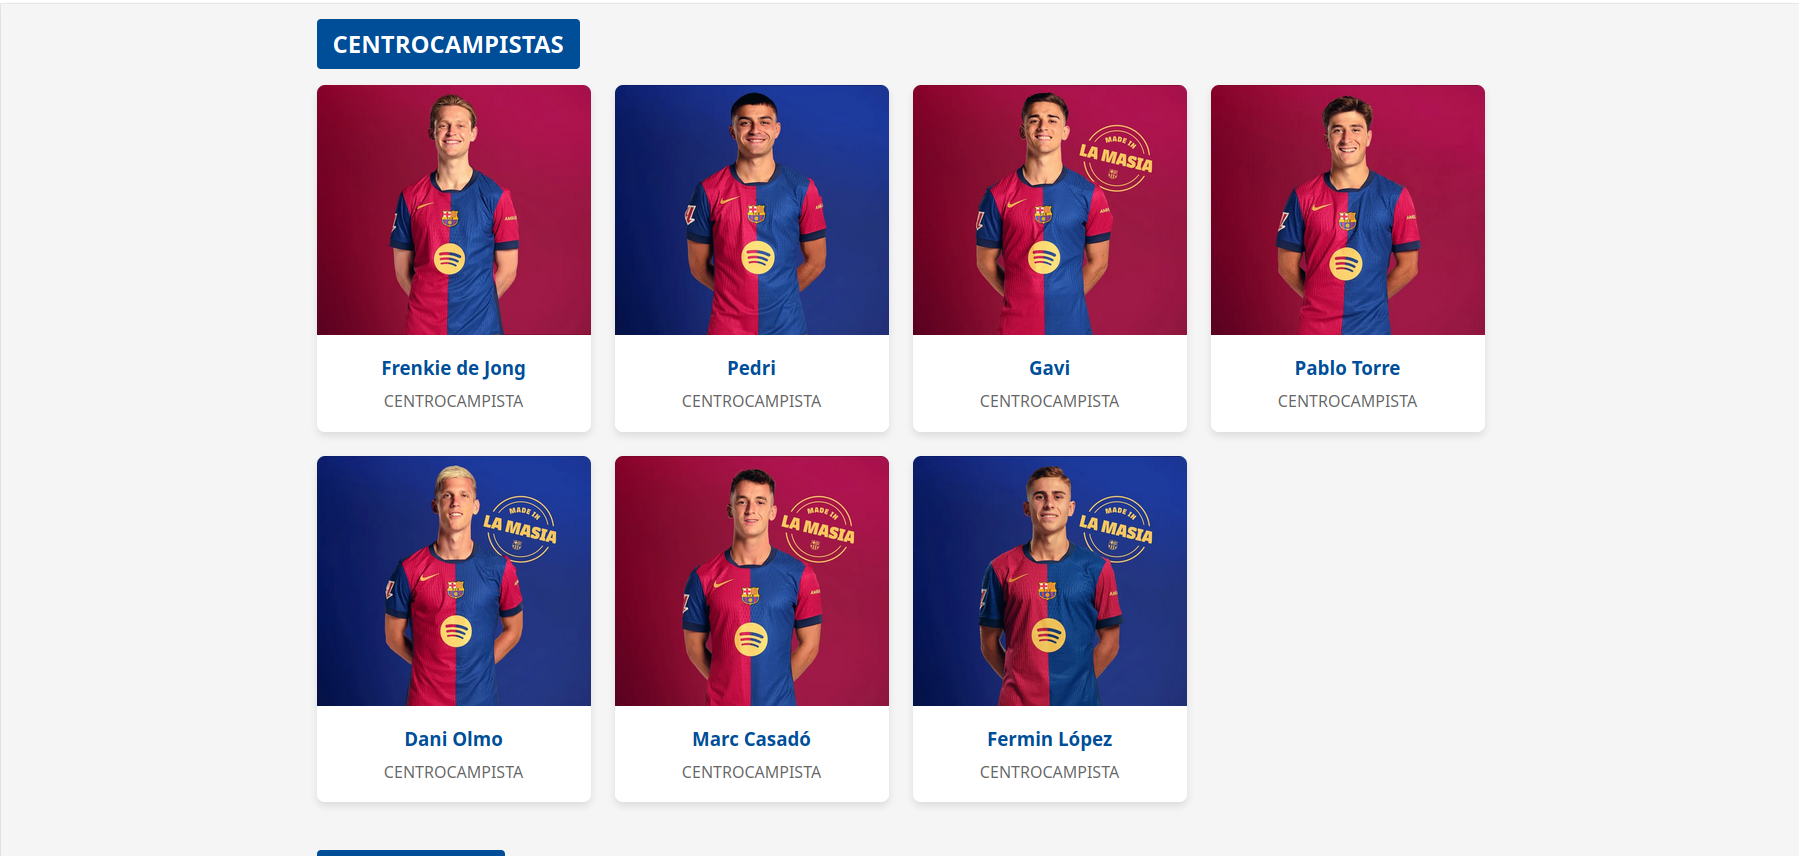 CENTROCAMPISTAS
MADE IN
LA MASIA
Frenkie de Jong
CENTROCAMPISTA
Pedri
CENTROCAMPISTA
Gavi
CENTROCAMPISTA
Pablo Torre
CENTROCAMPISTA
MADE IN
LA MASIA
MADE IN
LA MASIA
MADE IN
LA MASIA
Dani Olmo
CENTROCAMPISTA
Marc Casadó
CENTROCAMPISTA
Fermin López
CENTROCAMPISTA